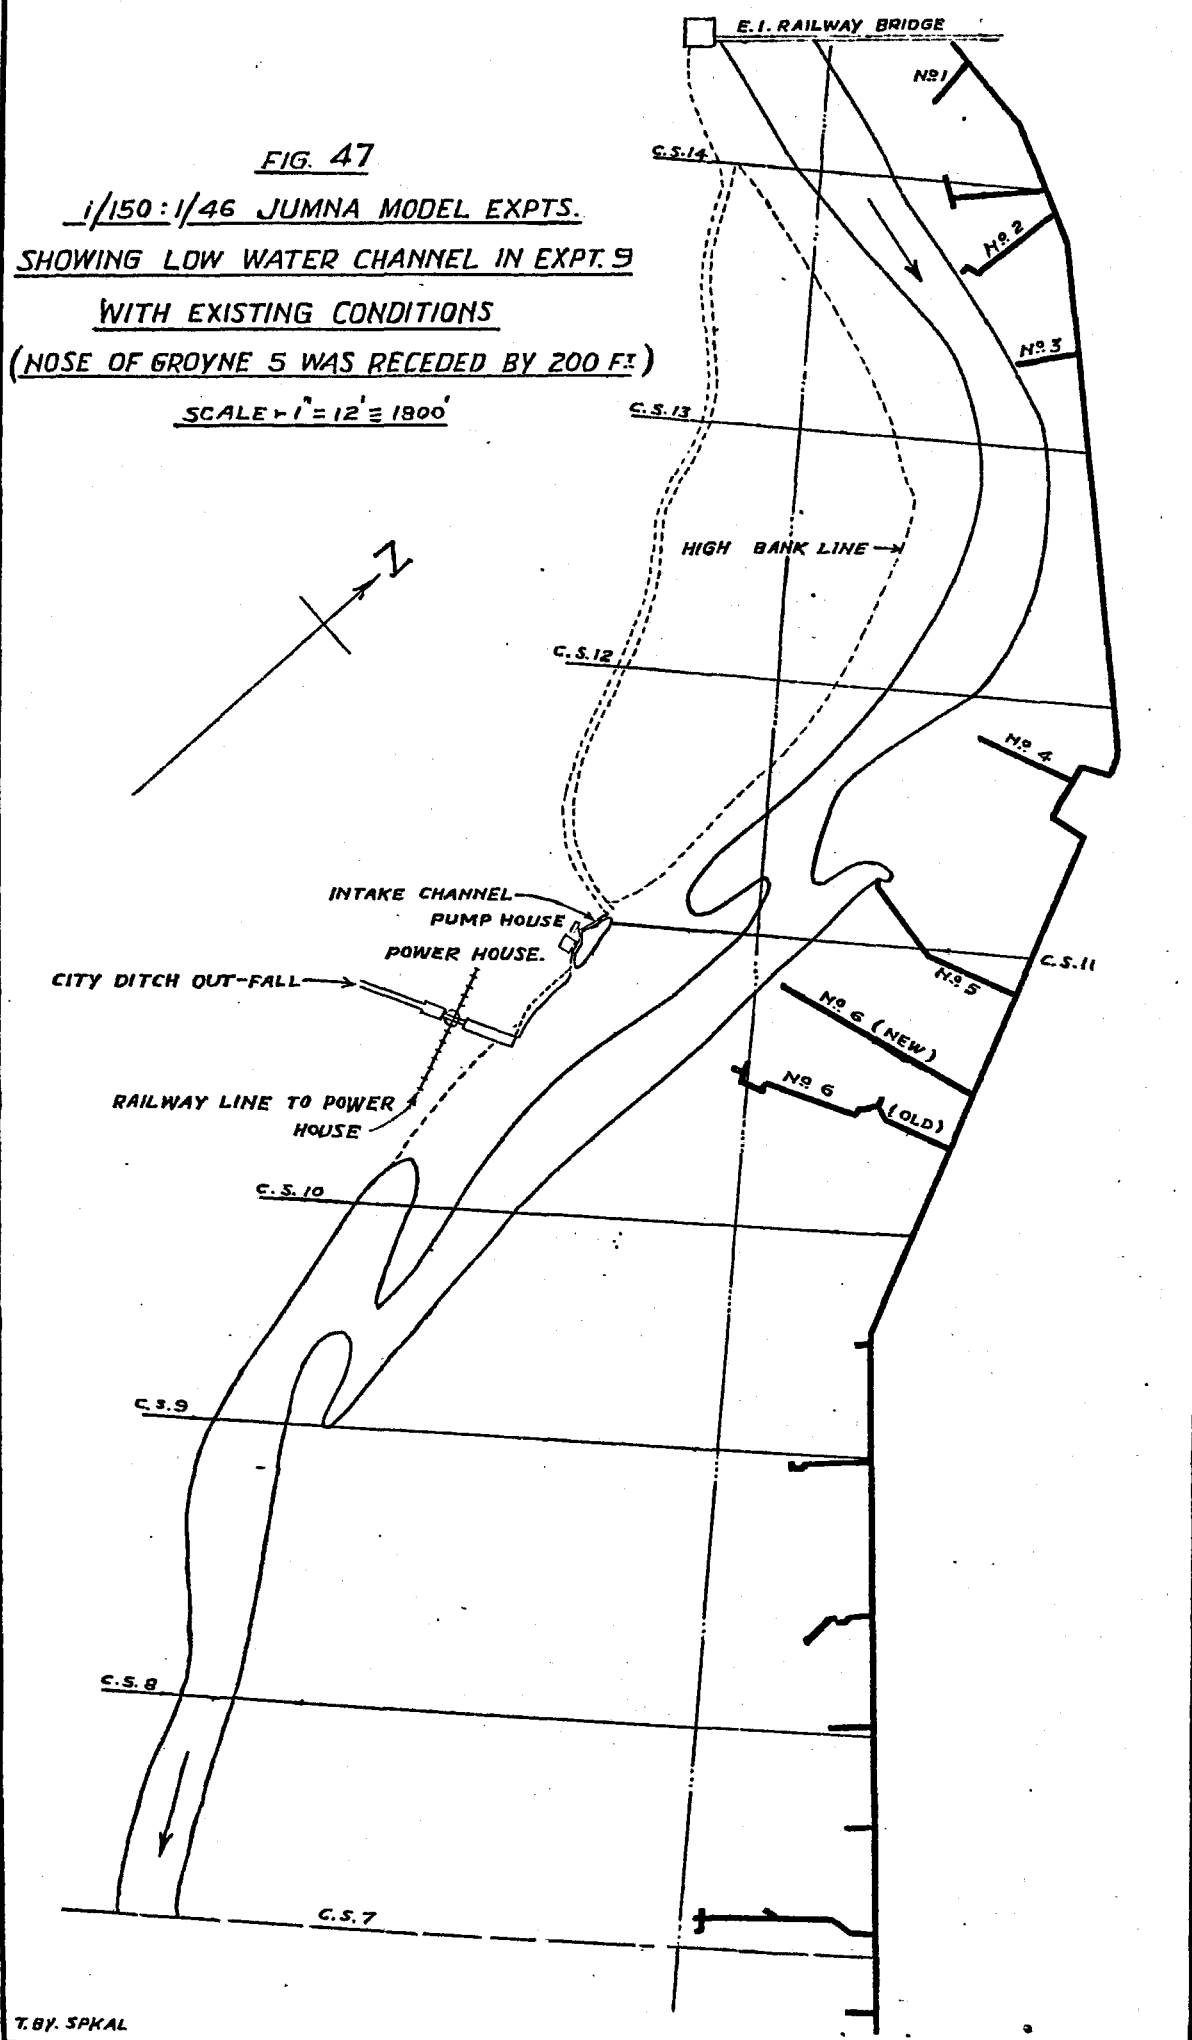 E.I. RAILWAY BRIDGE
Nº 1
C.S.14
FIG. 47
1/150:1/46 JUMNA MODEL EXPTS.
SHOWING LOW WATER CHANNEL IN EXPT. 9
WITH EXISTING CONDITIONS
(NOSE OF GROYNE 5 WAS RECEDED BY 200 FT)
SCALE:- 1" = 12' ≡ 1800'
Nº 2
Nº 3
C.S.13
HIGH BANK LINE
N
C.S.12
Nº 4
INTAKE CHANNEL
PUMP HOUSE
POWER HOUSE.
CITY DITCH OUT-FALL
C.S.11
Nº 5
Nº 6 (NEW)
Nº 6 (OLD)
RAILWAY LINE TO POWER
HOUSE
C.S.10
C.S.9
C.S.8
C.S.7
T. BY. SPKAL